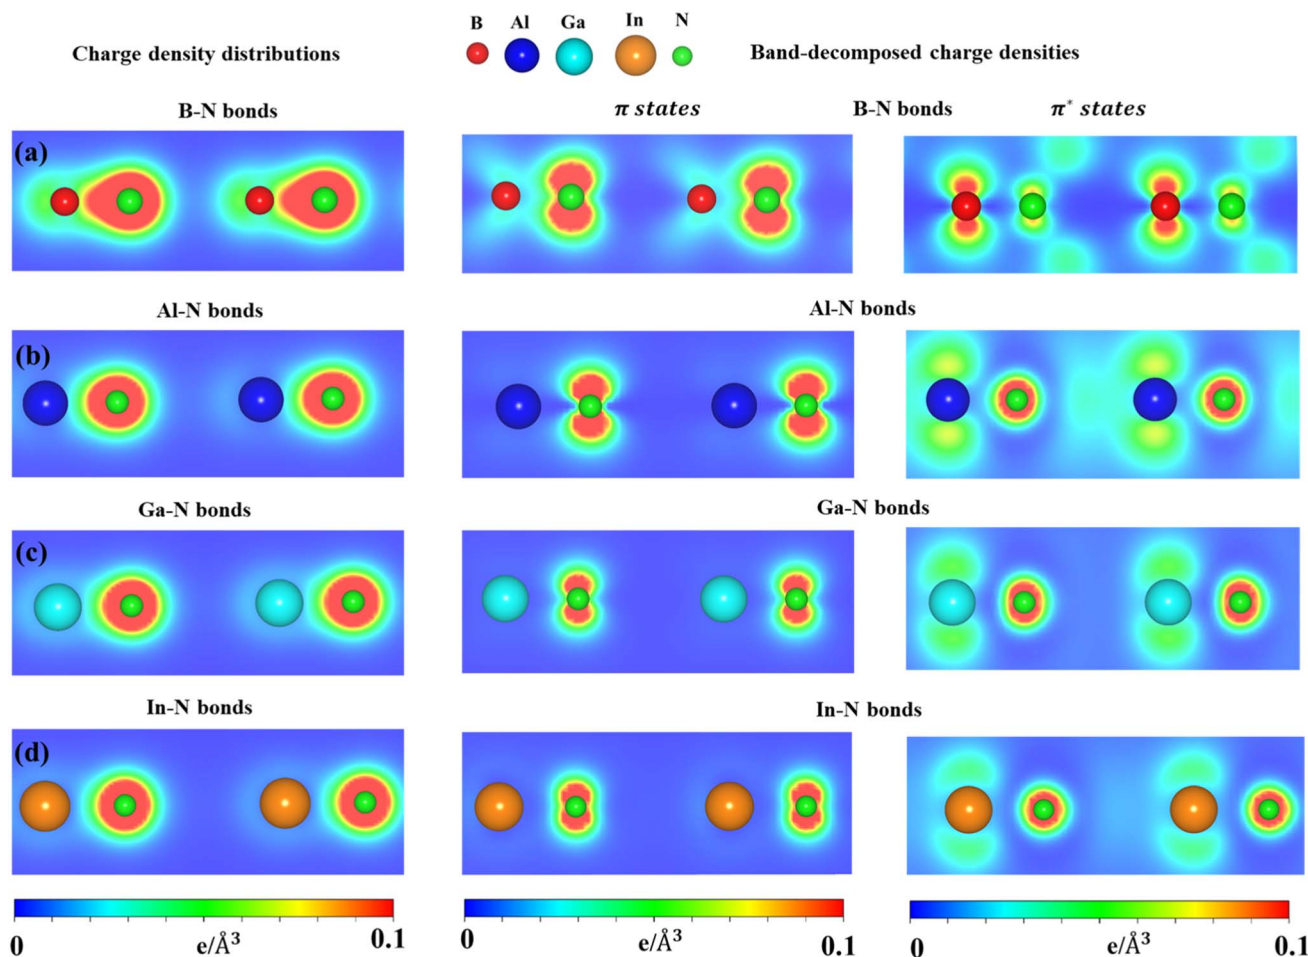 B Al Ga In N
Charge density distributions
Band-decomposed charge densities
B-N bonds
π states
B-N bonds
π* states
(a)
Al-N bonds
Al-N bonds
(b)
Ga-N bonds
Ga-N bonds
(c)
In-N bonds
In-N bonds
(d)
0 e/Å³ 0.1
0 e/Å³ 0.1
0 e/Å³ 0.1